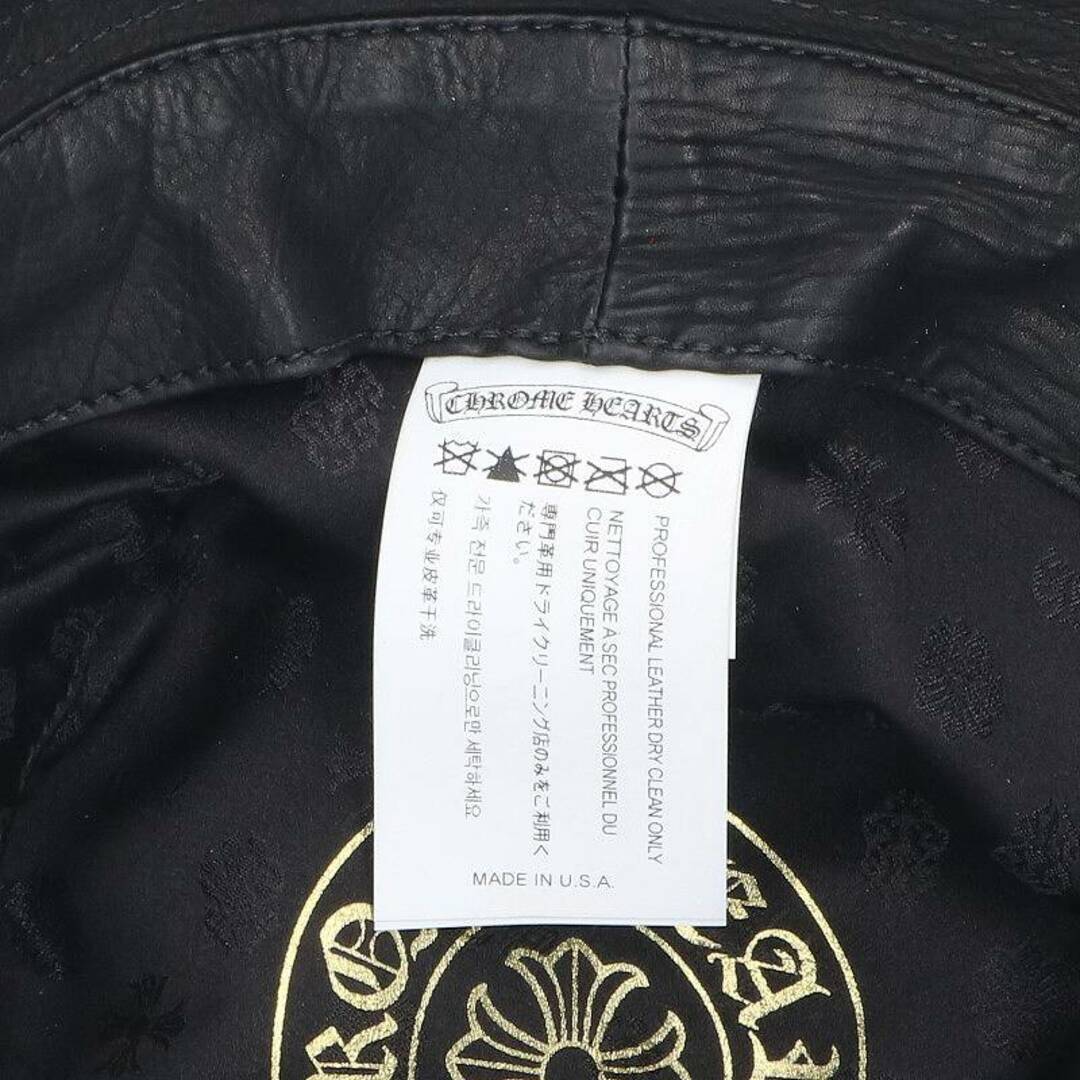 CHROME HEARTS
PROFESSIONAL LEATHER DRY CLEAN ONLY
NETTOYAGE À SEC PROFESSIONNEL DU
CUIR UNIQUEMENT
専門革用ドライクリーニング店のみをご利用く
ださい。
가죽 전문 드라이클리닝으로만 세탁하세요
仅可专业皮革干洗
MADE IN U.S.A.